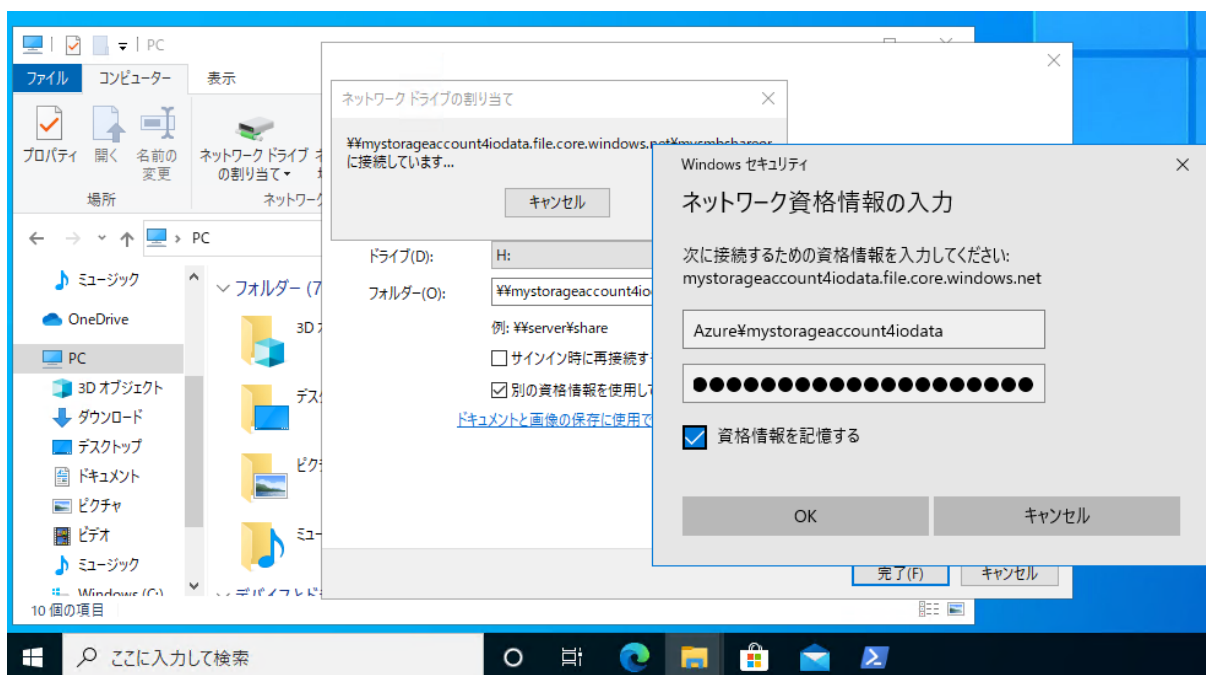 PC
ファイル
コンピューター
表示
プロパティ
開く
名前の
変更
ネットワーク ドライブ
の割り当て
場所
ネットワーク
PC
ミュージック
OneDrive
PC
3D オブジェクト
ダウンロード
デスクトップ
ドキュメント
ピクチャ
ビデオ
ミュージック
Windows (C:)
フォルダー (7
3D
10 個の項目
ネットワーク ドライブの割り当て
¥¥mystorageaccount4iodata.file.core.windows.net¥mysmbshare
に接続しています...
キャンセル
ドライブ(D):
H:
フォルダー(O):
¥¥mystorageaccount4io
例: ¥¥server¥share
サインイン時に再接続す
別の資格情報を使用し
ドキュメントと画像の保存に使用で
完了(F)
キャンセル
Windows セキュリティ
ネットワーク資格情報の入力
次に接続するための資格情報を入力してください:
mystorageaccount4iodata.file.core.windows.net
Azure¥mystorageaccount4iodata
資格情報を記憶する
OK
キャンセル
ここに入力して検索